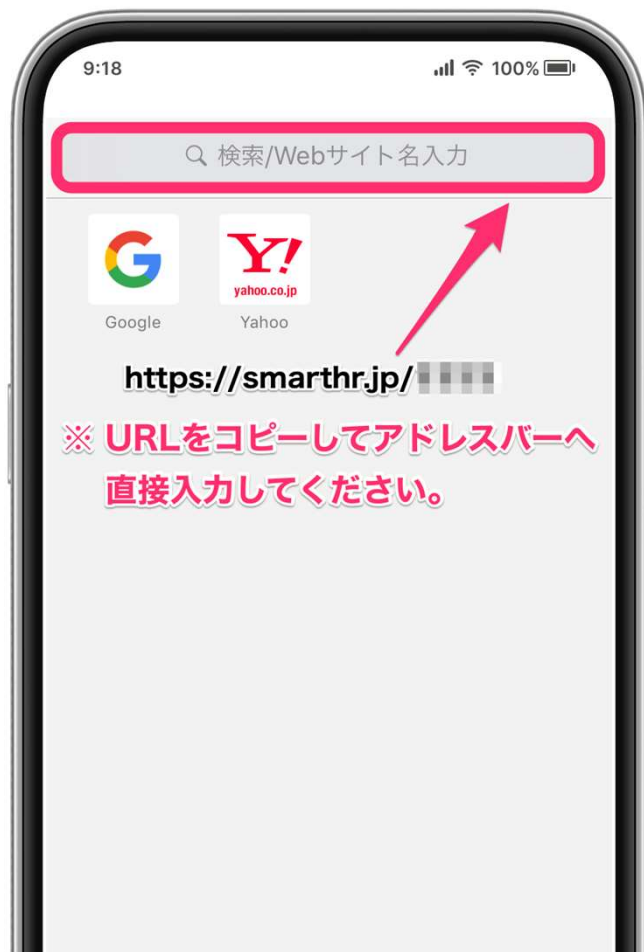 9:18
100%
検索/Webサイト名入力
Y!
yahoo.co.jp
Google
Yahoo
https://smarthr.jp/
※ URLをコピーしてアドレスバーへ
直接入力してください。